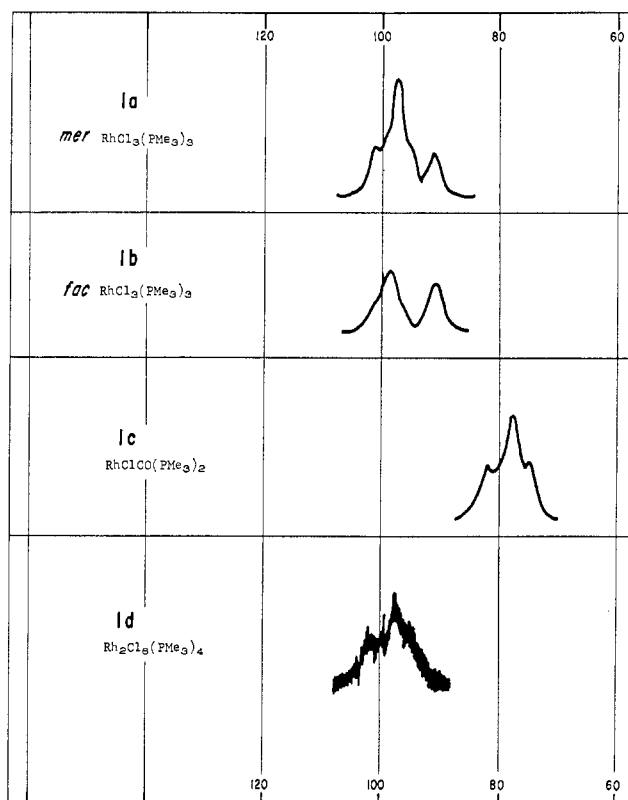 120 100 80 60
Ia
mer RhCl3(PMe3)3
Ib
fac RhCl3(PMe3)3
Ic
RhClCO(PMe3)2
Id
Rh2Cl6(PMe3)4
120 100 80 60